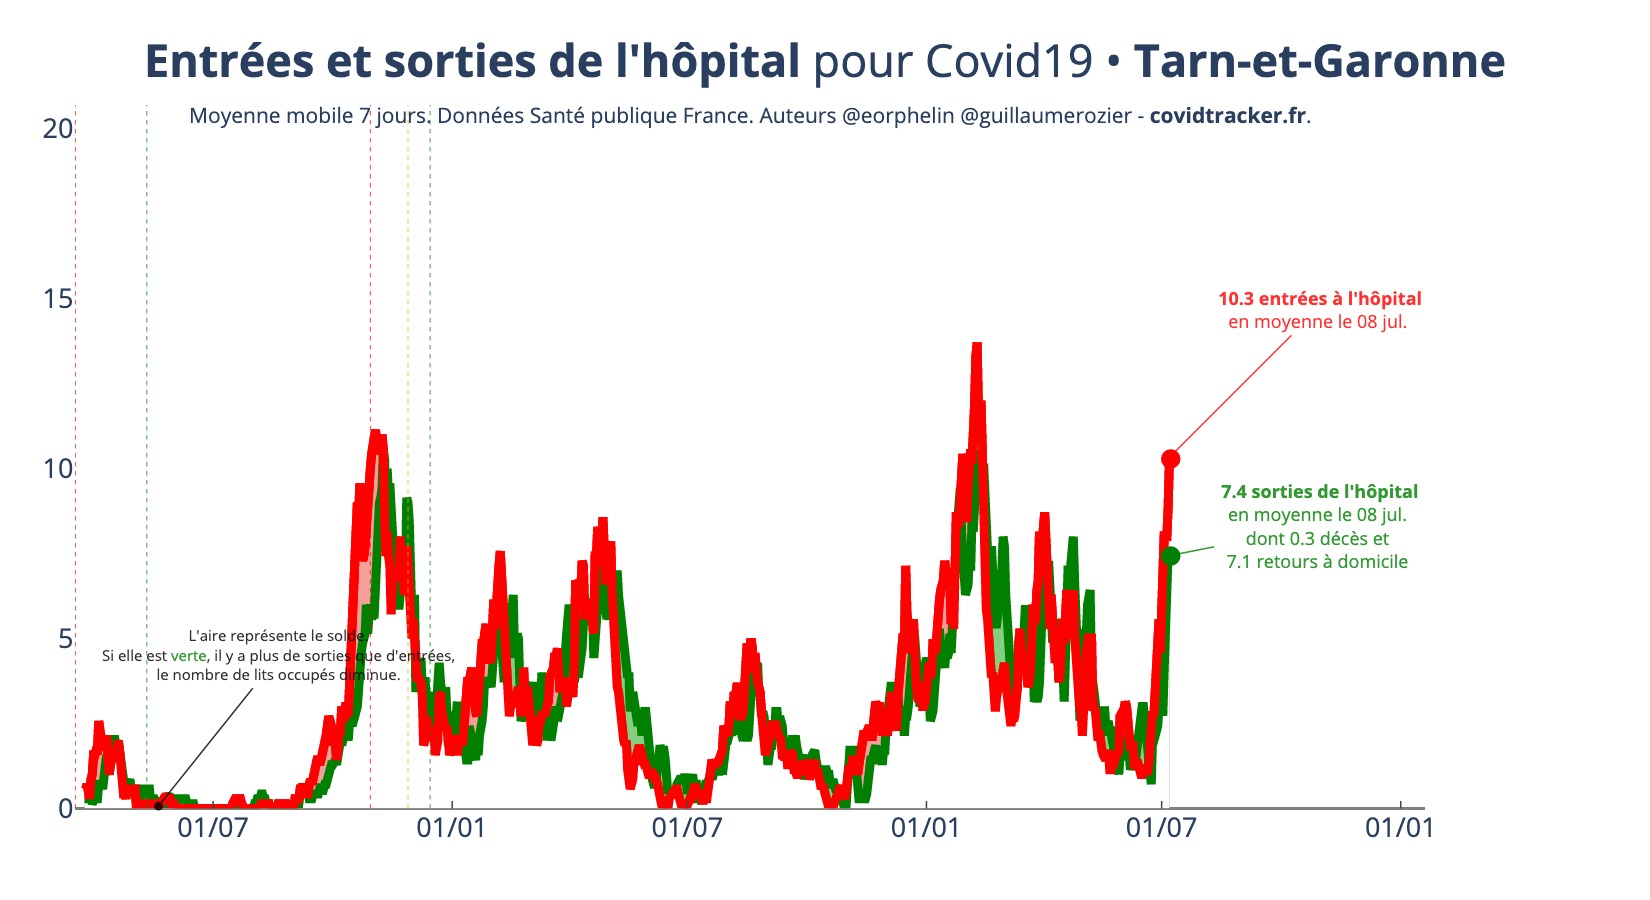 Entrées et sorties de l'hôpital pour Covid19 • Tarn-et-Garonne
Moyenne mobile 7 jours. Données Santé publique France. Auteurs @eorphelin @guillaumerozier - covidtracker.fr.
20
15
10
5
0
10.3 entrées à l'hôpital
en moyenne le 08 jul.
7.4 sorties de l'hôpital
en moyenne le 08 jul.
dont 0.3 décès et
7.1 retours à domicile
L'aire représente le solde.
Si elle est verte, il y a plus de sorties que d'entrées,
le nombre de lits occupés diminue.
01/07
01/01
01/07
01/01
01/07
01/01